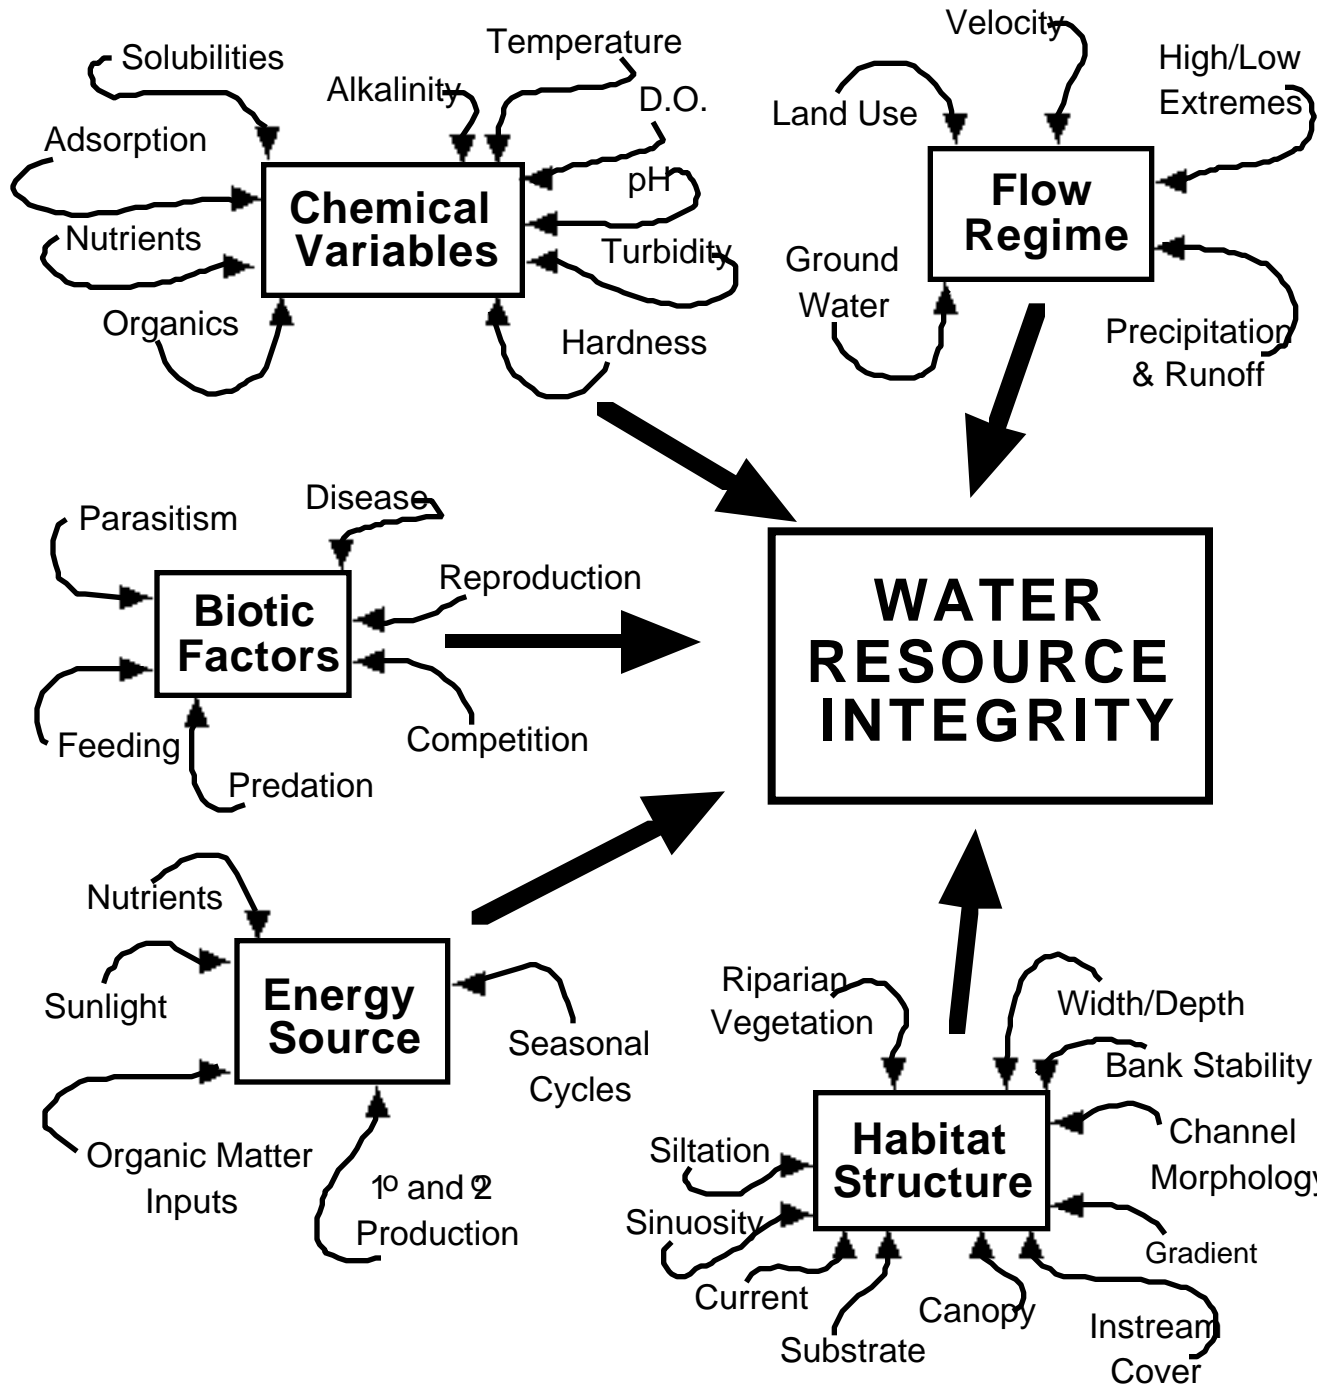 Solubilities
Temperature
Alkalinity
D.O.
Adsorption
pH
Chemical
Variables
Nutrients
Turbidity
Organics
Hardness
Velocity
High/Low
Extremes
Land Use
Flow
Regime
Ground
Water
Precipitation
& Runoff
Disease
Parasitism
Reproduction
Biotic
Factors
Feeding
Competition
Predation
WATER
RESOURCE
INTEGRITY
Nutrients
Sunlight
Energy
Source
Seasonal
Cycles
Organic Matter
Inputs
1º and 2º
Production
Riparian
Vegetation
Width/Depth
Bank Stability
Habitat
Structure
Channel
Morphology
Siltation
Sinuosity
Gradient
Current
Canopy
Substrate
Instream
Cover